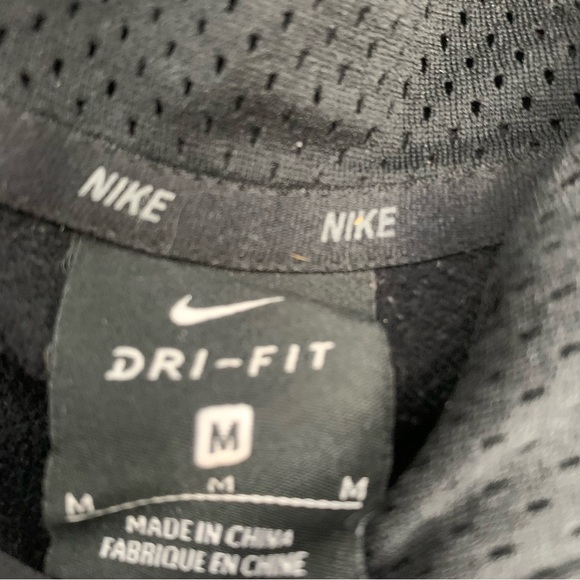 NIKE NIKE
DRI-FIT
M
M M M
MADE IN CHINA
FABRIQUE EN CHINE